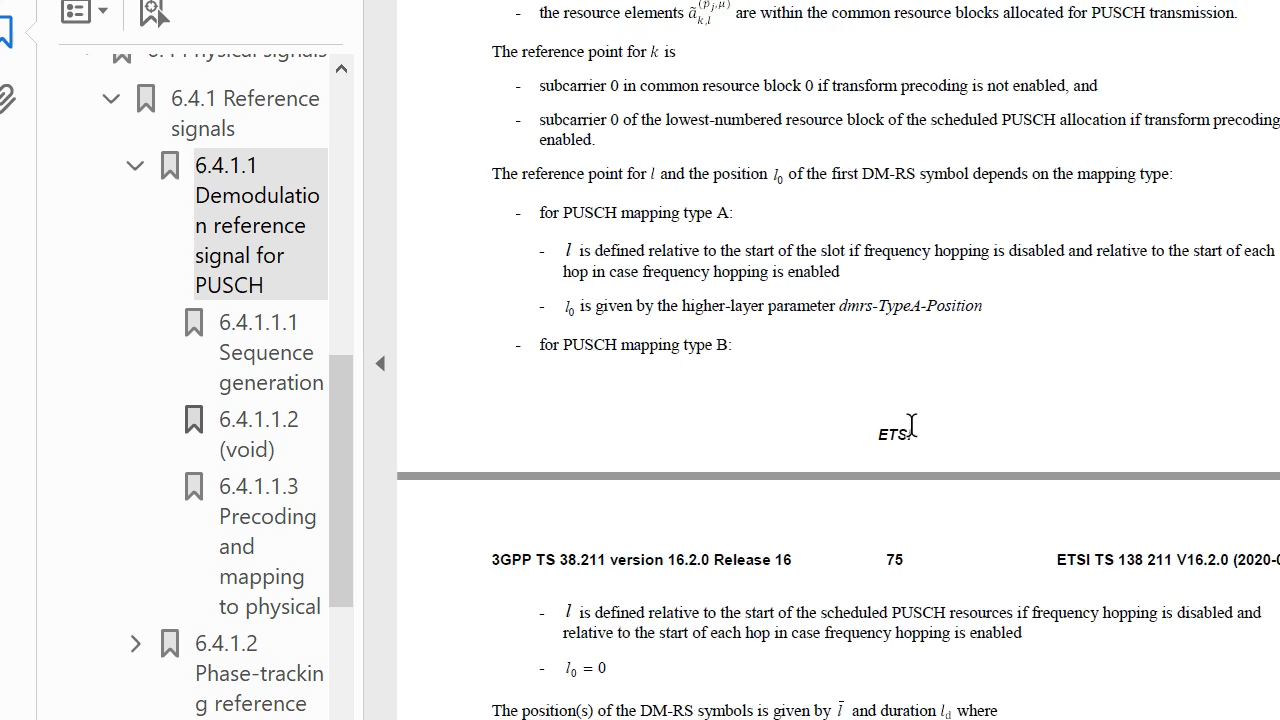 6.4.1 Reference
signals
6.4.1.1
Demodulatio
n reference
signal for
PUSCH
6.4.1.1.1
Sequence
generation
6.4.1.1.2
(void)
6.4.1.1.3
Precoding
and
mapping
to physical
6.4.1.2
Phase-trackin
g reference
- the resource elements ã_{k,l}^{(p_j,μ)} are within the common resource blocks allocated for PUSCH transmission.
The reference point for k is
- subcarrier 0 in common resource block 0 if transform precoding is not enabled, and
- subcarrier 0 of the lowest-numbered resource block of the scheduled PUSCH allocation if transform precoding
enabled.
The reference point for l and the position l₀ of the first DM-RS symbol depends on the mapping type:
- for PUSCH mapping type A:
- l is defined relative to the start of the slot if frequency hopping is disabled and relative to the start of each
hop in case frequency hopping is enabled
- l₀ is given by the higher-layer parameter dmrs-TypeA-Position
- for PUSCH mapping type B:
ETSI
3GPP TS 38.211 version 16.2.0 Release 16 75 ETSI TS 138 211 V16.2.0 (2020-0
- l is defined relative to the start of the scheduled PUSCH resources if frequency hopping is disabled and
relative to the start of each hop in case frequency hopping is enabled
- l₀ = 0
The position(s) of the DM-RS symbols is given by l̄ and duration l_d where